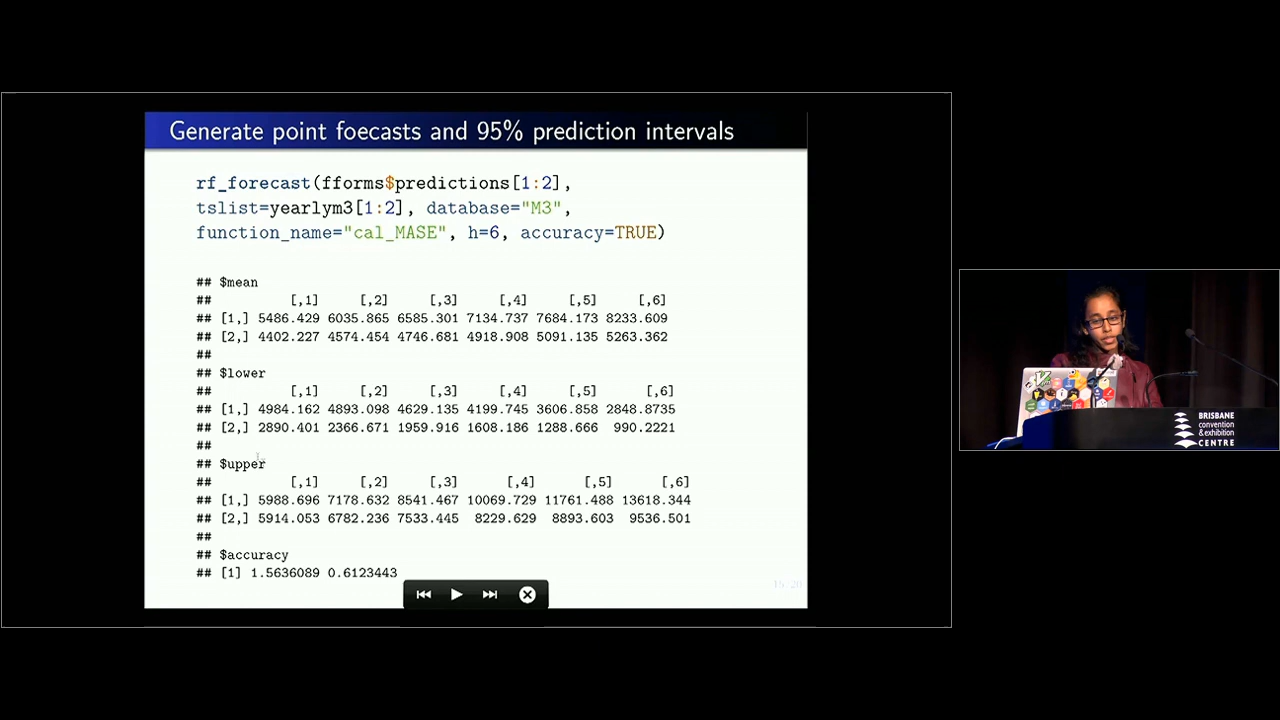 Generate point foecasts and 95% prediction intervals
rf_forecast(fforms$predictions[1:2],
tslist=yearlym3[1:2], database="M3",
function_name="cal_MASE", h=6, accuracy=TRUE)
## $mean
## [,1] [,2] [,3] [,4] [,5] [,6]
## [1,] 5486.429 6035.865 6585.301 7134.737 7684.173 8233.609
## [2,] 4402.227 4574.454 4746.681 4918.908 5091.135 5263.362
##
## $lower
## [,1] [,2] [,3] [,4] [,5] [,6]
## [1,] 4984.162 4893.098 4629.135 4199.745 3606.858 2848.8735
## [2,] 2890.401 2366.671 1959.916 1608.186 1288.666 990.2221
##
## $upper
## [,1] [,2] [,3] [,4] [,5] [,6]
## [1,] 5988.696 7178.632 8541.467 10069.729 11761.488 13618.344
## [2,] 5914.053 6782.236 7533.445 8229.629 8893.603 9536.501
##
## $accuracy
## [1] 1.5636089 0.6123443
BRISBANE
convention
& exhibition
CENTRE